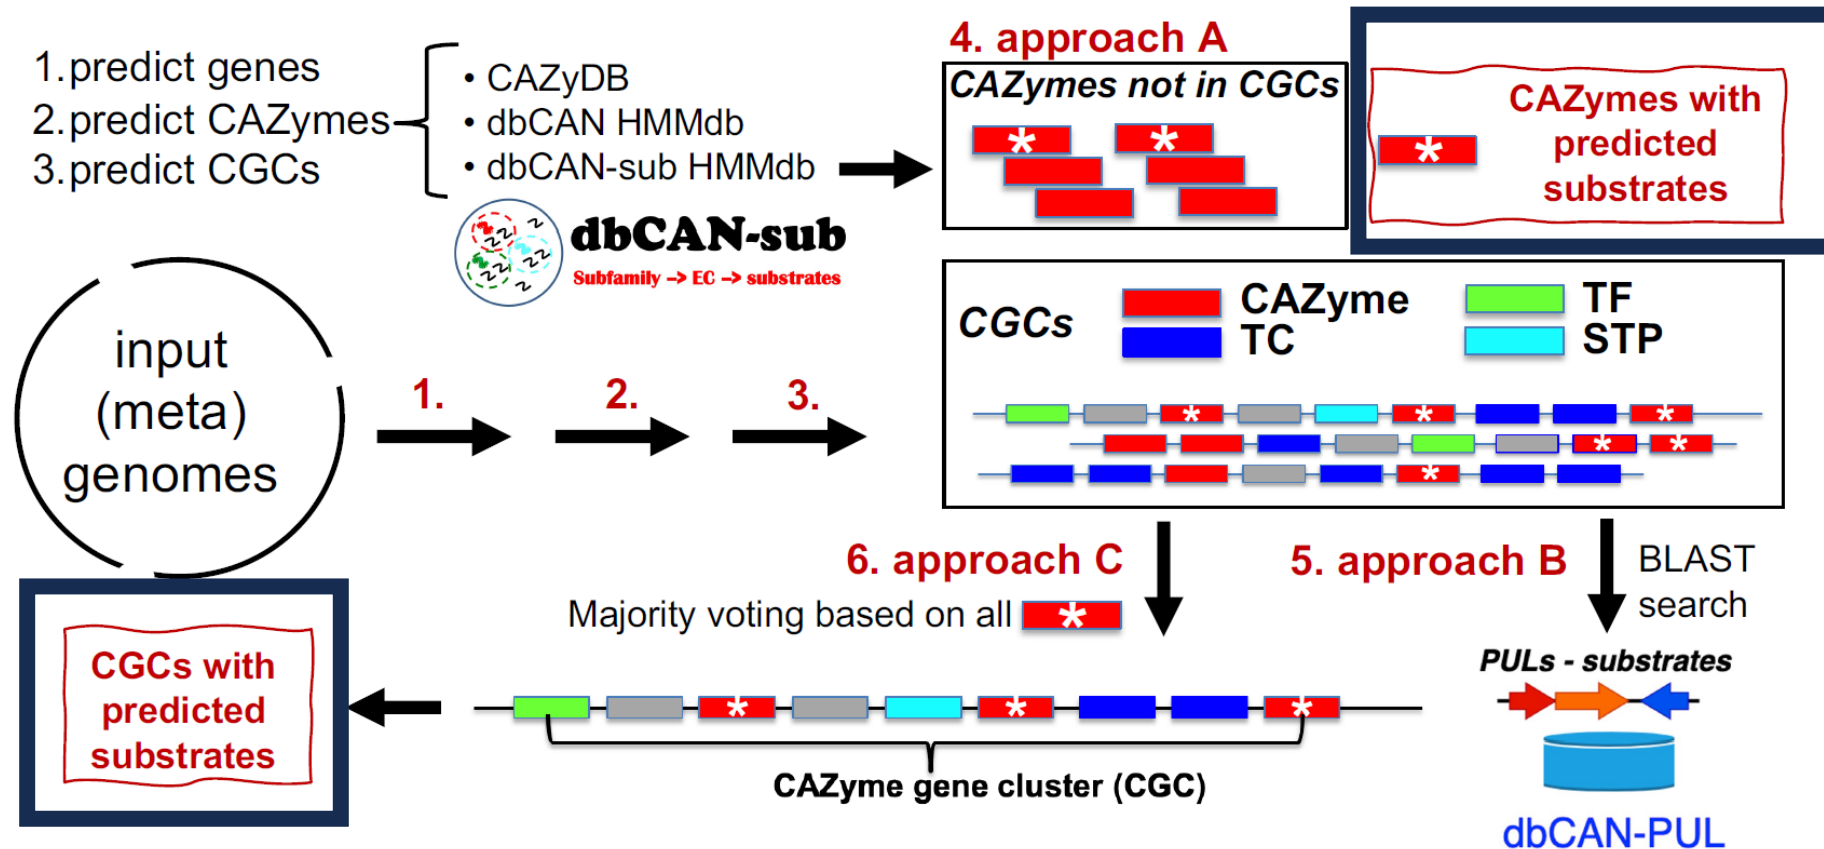 1.predict genes
2.predict CAZymes
3.predict CGCs
• CAZyDB
• dbCAN HMMdb
• dbCAN-sub HMMdb
dbCAN-sub
Subfamily -> EC -> substrates
4. approach A
CAZymes not in CGCs
* *
*
CAZymes with
predicted
substrates
input
(meta)
genomes
1.
2.
3.
CGCs
CAZyme
TF
TC
STP
* * *
* *
*
6. approach C
Majority voting based on all *
5. approach B
BLAST
search
PULs - substrates
dbCAN-PUL
* * *
CAZyme gene cluster (CGC)
CGCs with
predicted
substrates